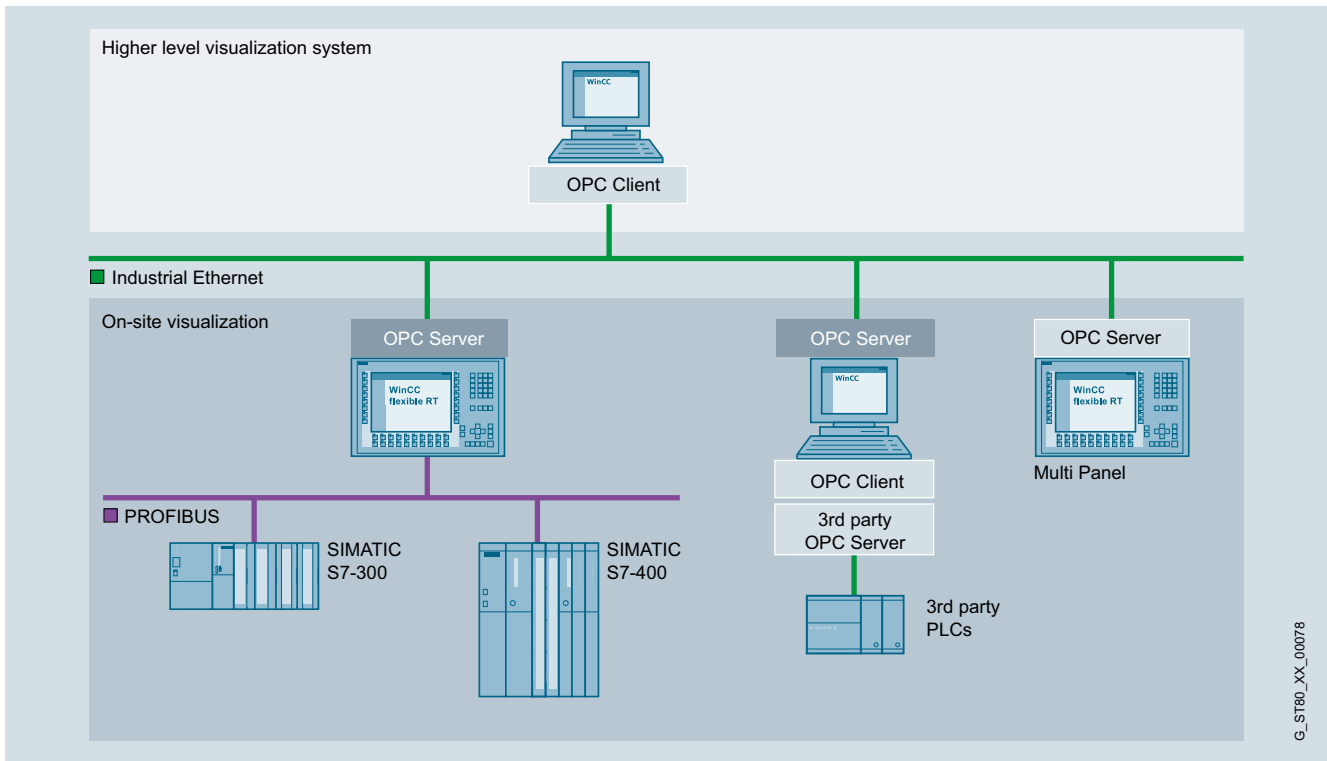 Higher level visualization system
WinCC
OPC Client
Industrial Ethernet
On-site visualization
OPC Server
WinCC
flexible RT
OPC Server
WinCC
OPC Client
3rd party
OPC Server
OPC Server
WinCC
flexible RT
Multi Panel
PROFIBUS
SIMATIC
S7-300
SIMATIC
S7-400
3rd party
PLCs
G_ST80_XX_00078